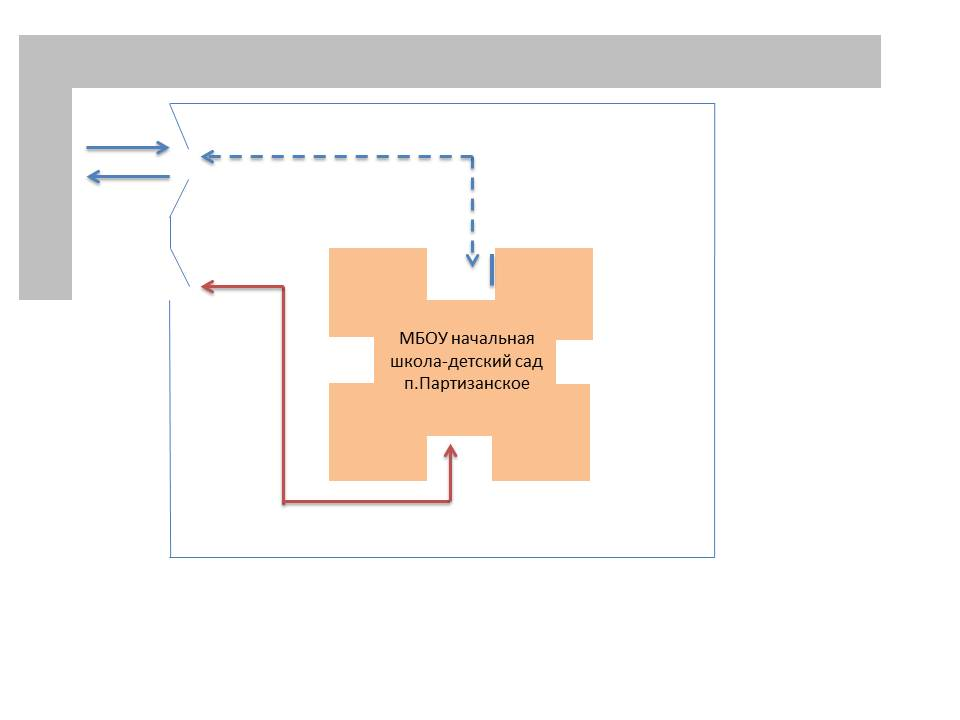 МБОУ начальная
школа-детский сад
п.Партизанское